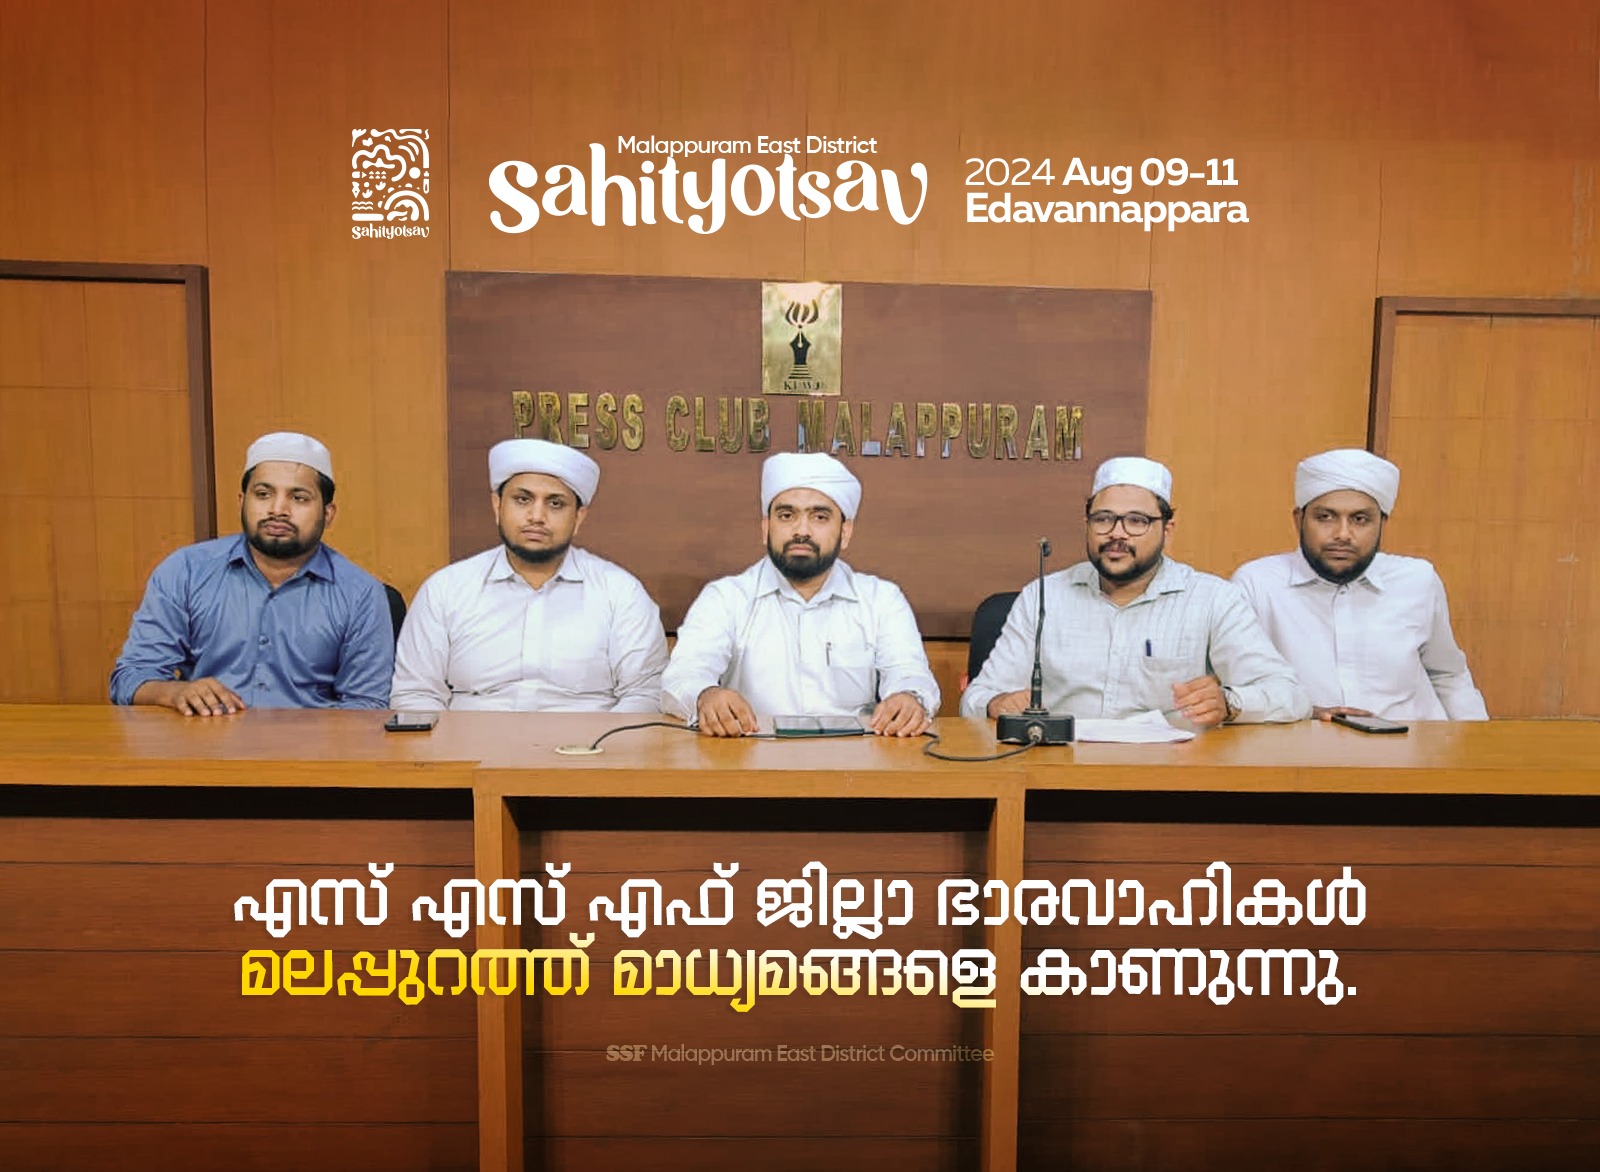 Malappuram East District
Sahityotsav
Sahityotsav
2024 Aug 09-11
Edavannappara
KUWJ
PRESS CLUB MALAPPURAM
എസ് എസ് എഫ് ജില്ലാ ഭാരവാഹികൾ
മലപ്പുറത്ത് മാധ്യമങ്ങളെ കാണുന്നു.
SSF Malappuram East District Committee